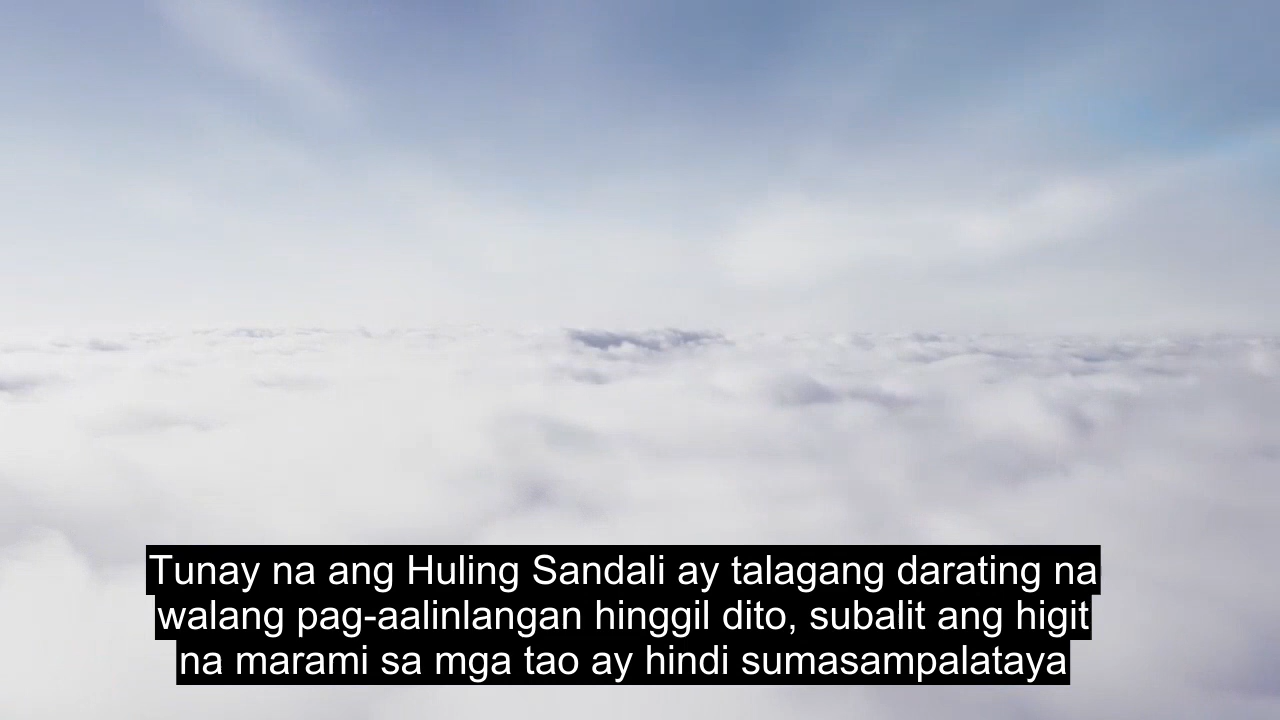 Tunay na ang Huling Sandali ay talagang darating na
walang pag-aalinlangan hinggil dito, subalit ang higit
na marami sa mga tao ay hindi sumasampalataya